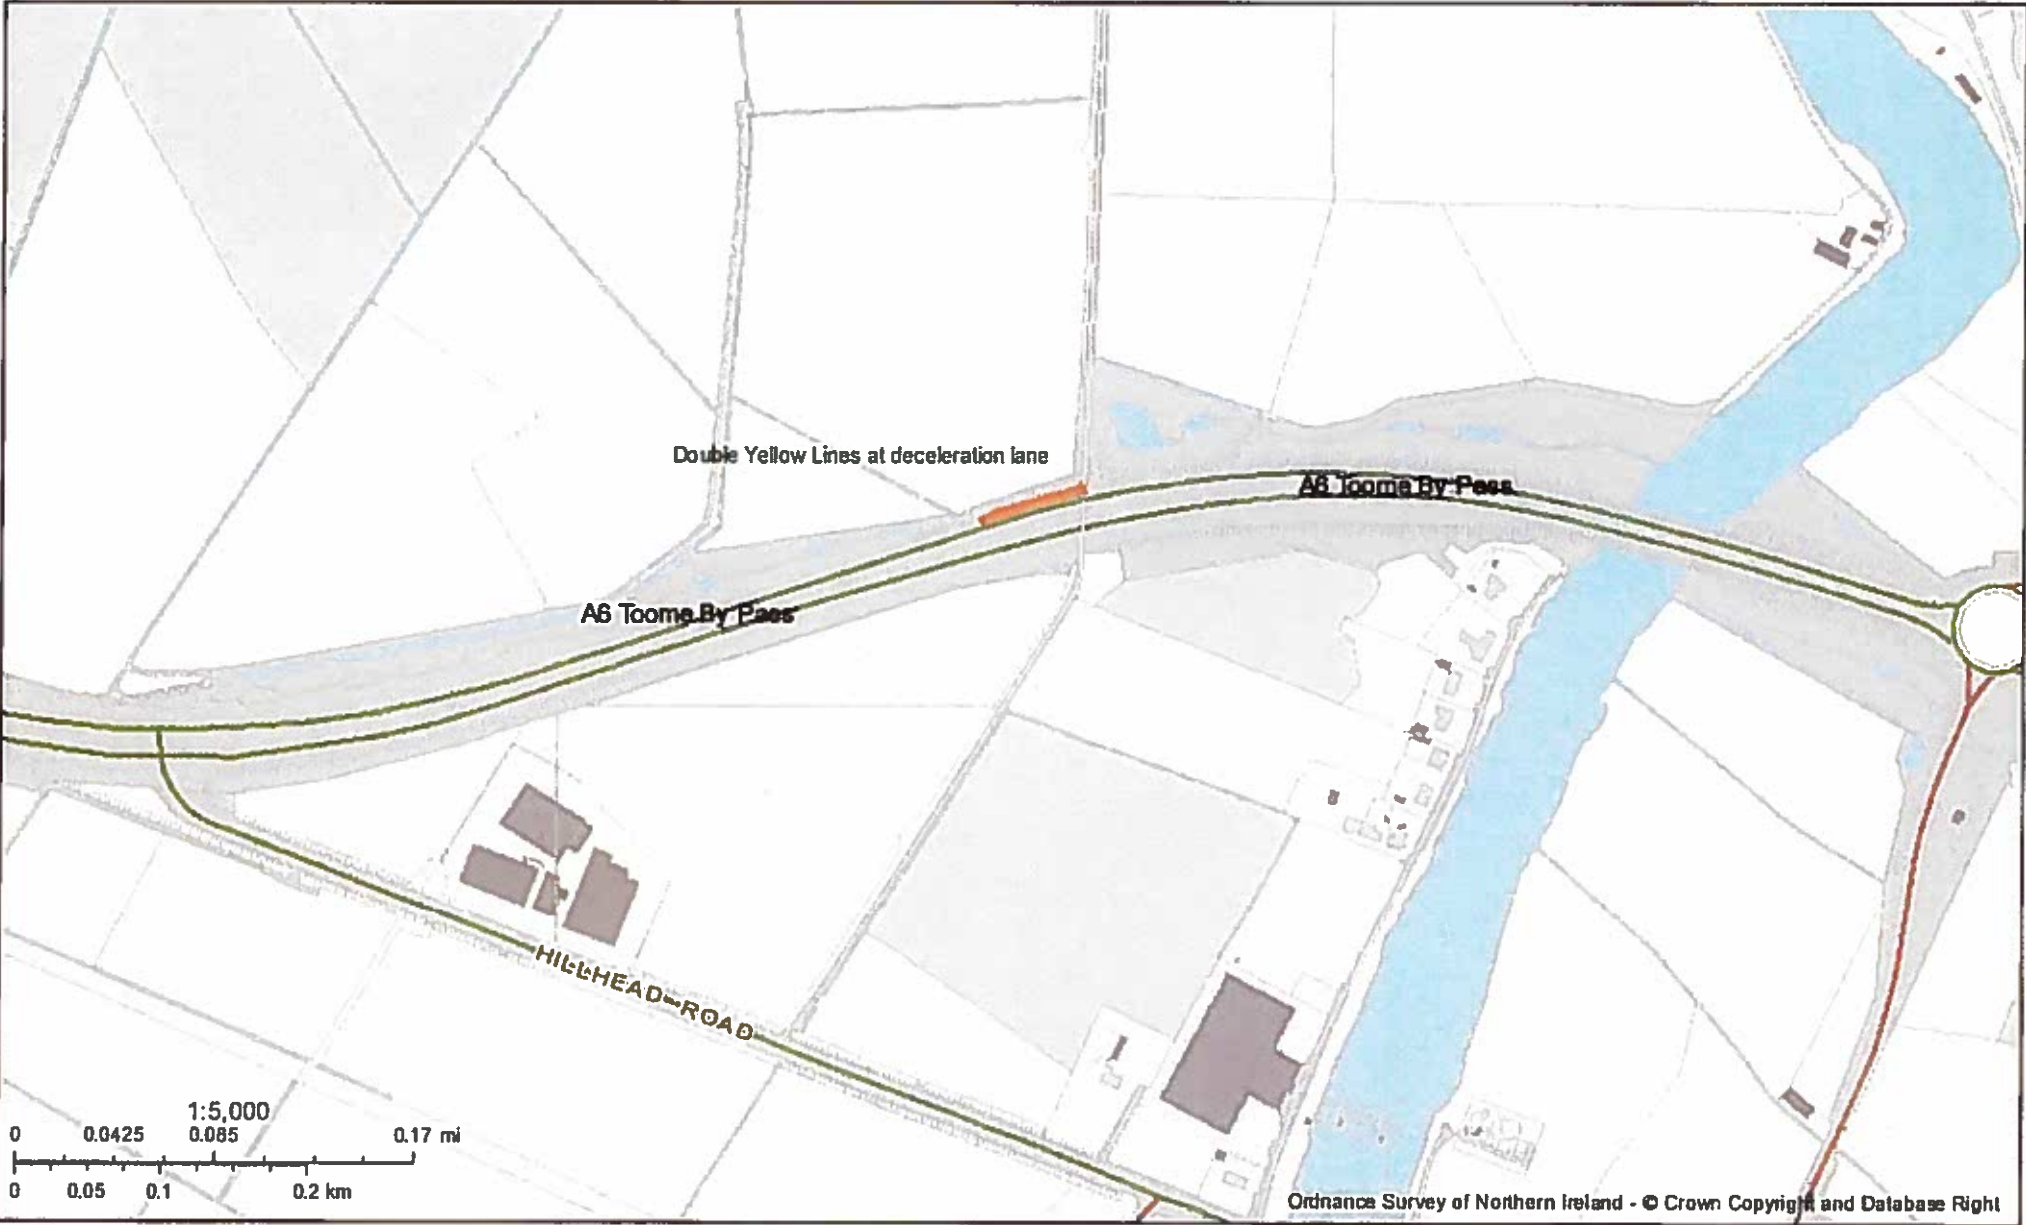 Double Yellow Lines at deceleration lane
A6 Toome By Pass
A6 Toome By Pass
HILLHEAD ROAD
1:5,000
0 0.0425 0.085 0.17 mi
0 0.05 0.1 0.2 km
Ordnance Survey of Northern Ireland - © Crown Copyright and Database Right